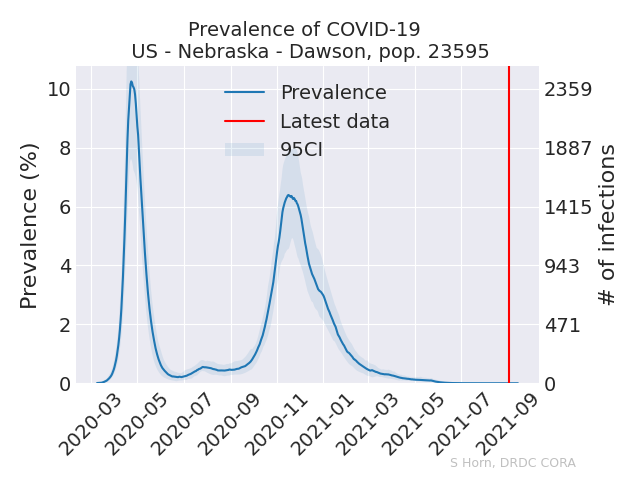 Prevalence of COVID-19
US - Nebraska - Dawson, pop. 23595
Prevalence (%)
10
8
6
4
2
0
2359
1887
1415
943
471
0
# of infections
Prevalence
Latest data
95CI
2020-03
2020-05
2020-07
2020-09
2020-11
2021-01
2021-03
2021-05
2021-07
2021-09
S Horn, DRDC CORA